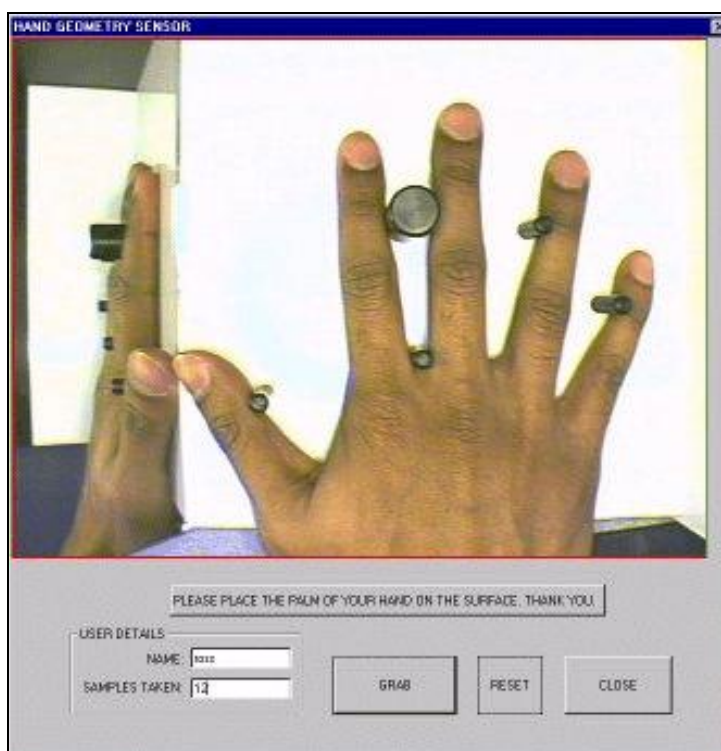 HAND GEOMETRY SENSOR
PLEASE PLACE THE PALM OF YOUR HAND ON THE SURFACE, THANK YOU.
USER DETAILS
NAME:
SAMPLES TAKEN: 12
GRAB
RESET
CLOSE